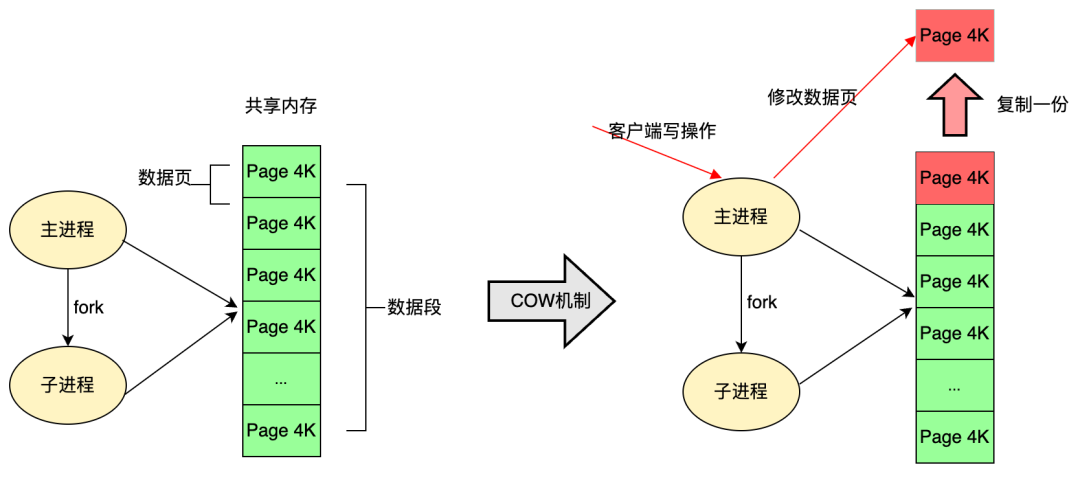 共享内存
数据页
Page 4K
Page 4K
Page 4K
Page 4K
...
Page 4K
数据段
主进程
fork
子进程
COW机制
Page 4K
修改数据页
复制一份
客户端写操作
主进程
fork
子进程
Page 4K
Page 4K
Page 4K
Page 4K
...
Page 4K